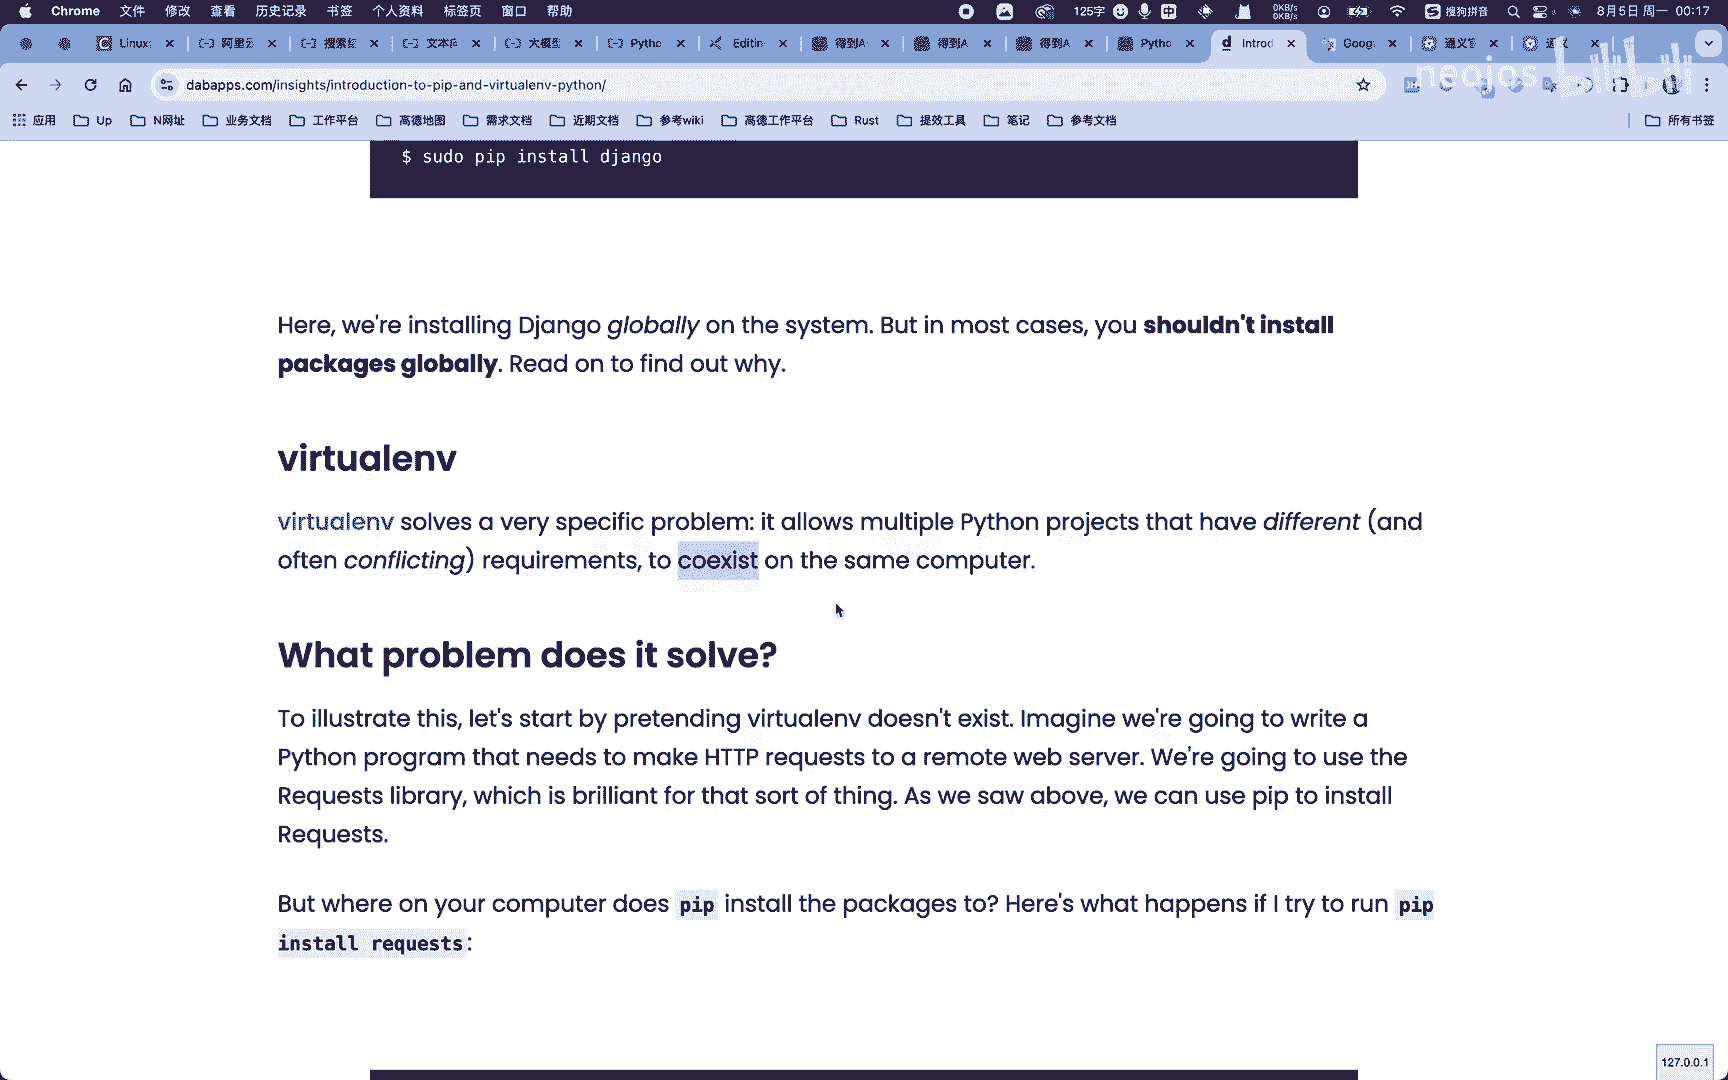 Chrome 文件 修改 查看 历史记录 书签 个人资料 标签页 窗口 帮助 125字 中 0KB/s 0KB/s 搜狗拼音 8月5日 周一 00:17
Linux: 阿里云 搜索结 文本向 大模型 Pytho Editin 得到A 得到A 得到A Pytho Introd Goog 通义
dabapps.com/insights/introduction-to-pip-and-virtualenv-python/
neojos bilibili
应用 Up N网址 业务文档 工作平台 高德地图 需求文档 近期文档 参考wiki 高德工作平台 Rust 提效工具 笔记 参考文档 所有书签
$ sudo pip install django
Here, we're installing Django globally on the system. But in most cases, you shouldn't install
packages globally. Read on to find out why.
virtualenv
virtualenv solves a very specific problem: it allows multiple Python projects that have different (and
often conflicting) requirements, to coexist on the same computer.
What problem does it solve?
To illustrate this, let's start by pretending virtualenv doesn't exist. Imagine we're going to write a
Python program that needs to make HTTP requests to a remote web server. We're going to use the
Requests library, which is brilliant for that sort of thing. As we saw above, we can use pip to install
Requests.
But where on your computer does pip install the packages to? Here's what happens if I try to run pip
install requests:
127.0.0.1